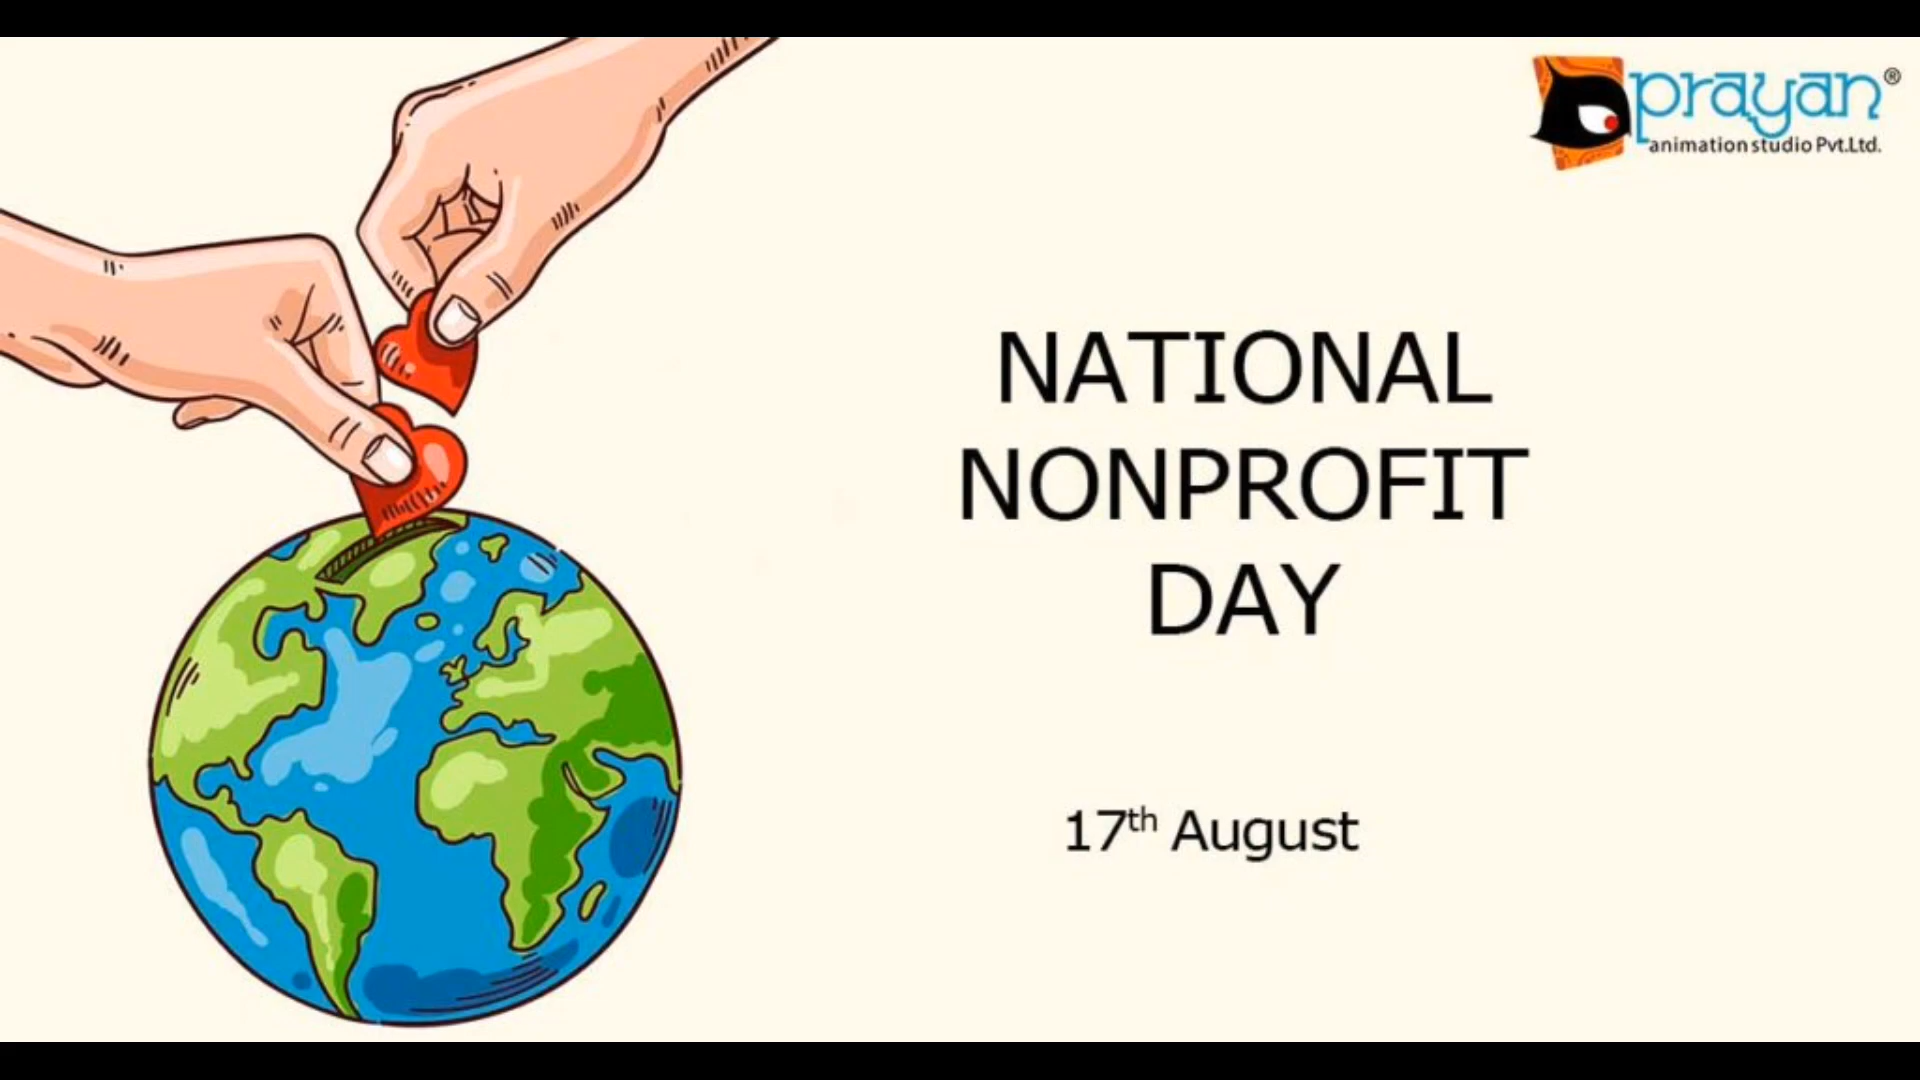 prayan®
animation studio Pvt.Ltd.
NATIONAL
NONPROFIT
DAY
17th August